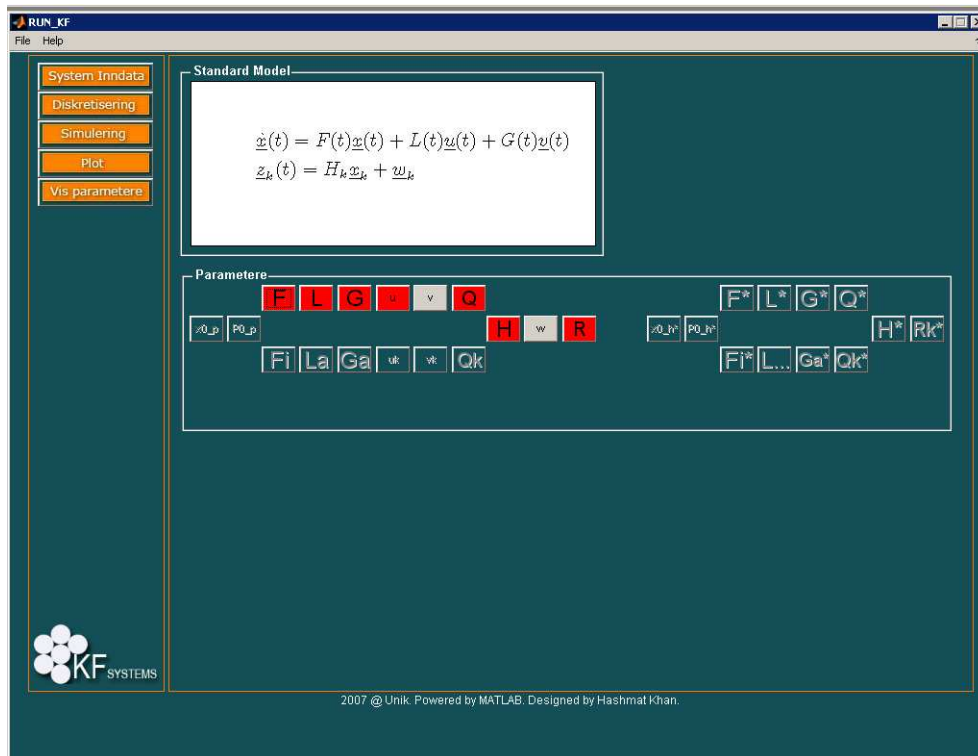 RUN_KF
File Help
System Inndata
Diskretisering
Simulering
Plot
Vis parametere
Standard Model
ẋ(t) = F(t)x(t) + L(t)u(t) + G(t)v(t)
z_k(t) = H_k x_k + w_k
Parametere
F L G u v Q
F* L* G* Q*
x0_p P0_p
H w R
x0_h* P0_h*
H* Rk*
Fi La Ga uk vk Qk
Fi* L... Ga* Qk*
KF SYSTEMS
2007 @ Unik. Powered by MATLAB. Designed by Hashmat Khan.